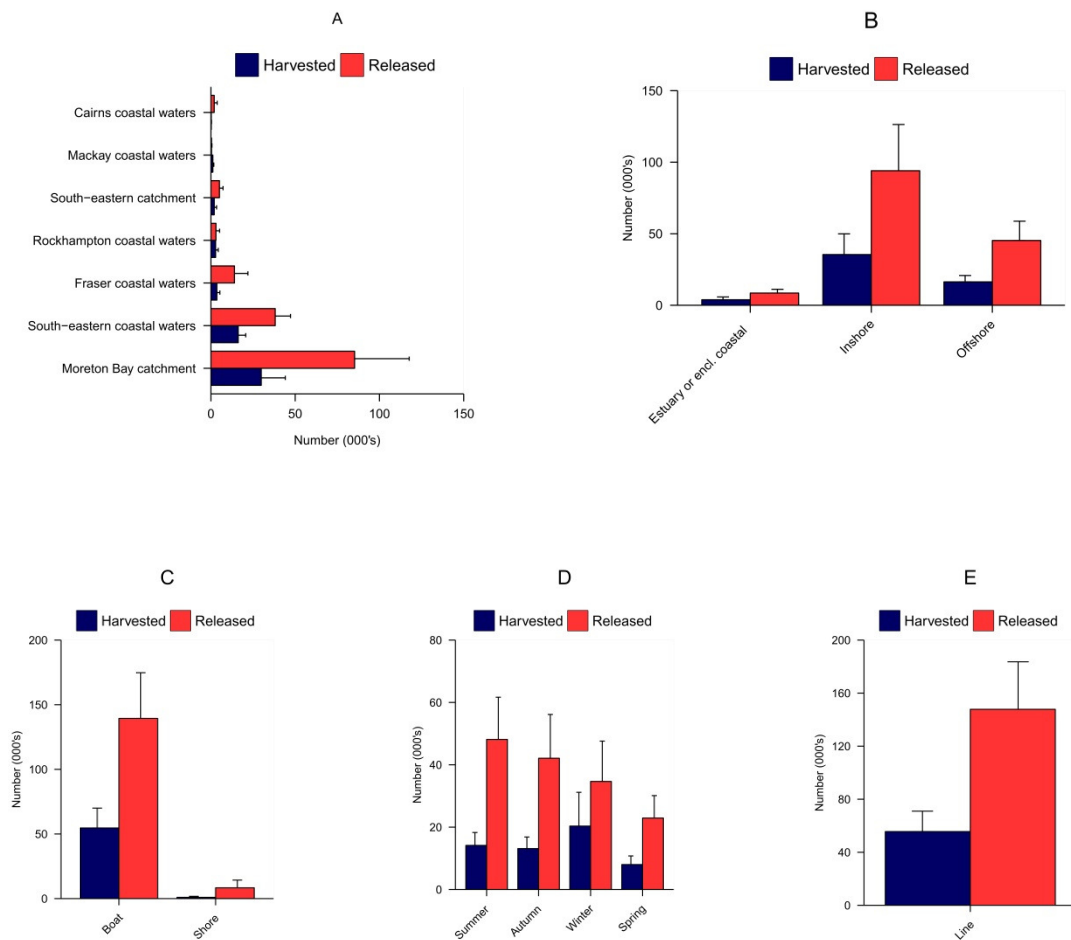 A
Harvested Released
Cairns coastal waters
Mackay coastal waters
South−eastern catchment
Rockhampton coastal waters
Fraser coastal waters
South−eastern coastal waters
Moreton Bay catchment
0 50 100 150
Number (000's)
B
Harvested Released
150
100
50
0
Number (000's)
Estuary or encl. coastal
Inshore
Offshore
C
Harvested Released
200
150
100
50
0
Number (000's)
Boat
Shore
D
Harvested Released
80
60
40
20
0
Number (000's)
Summer
Autumn
Winter
Spring
E
Harvested Released
200
160
120
80
40
0
Number (000's)
Line